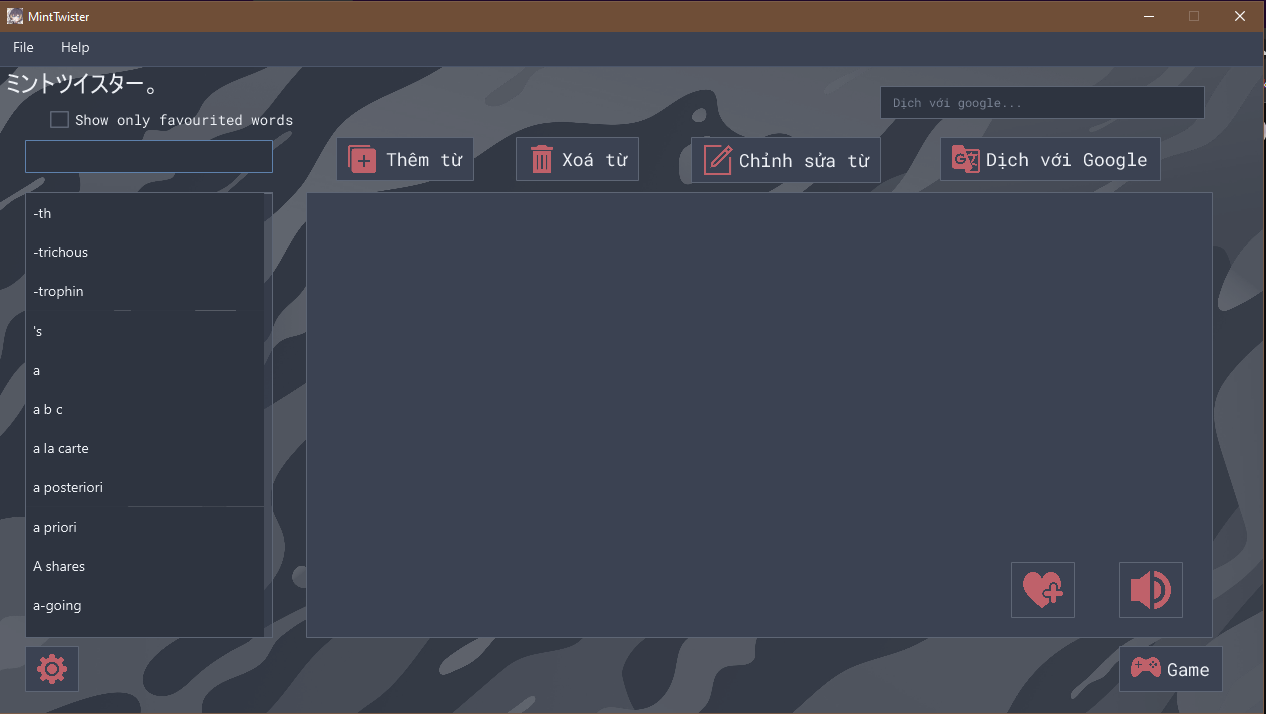 MintTwister
File Help
ミントツイスター。
Dịch với google...
Show only favourited words
Thêm từ
Xoá từ
Chỉnh sửa từ
Dịch với Google
-th
-trichous
-trophin
's
a
a b c
a la carte
a posteriori
a priori
A shares
a-going
Game